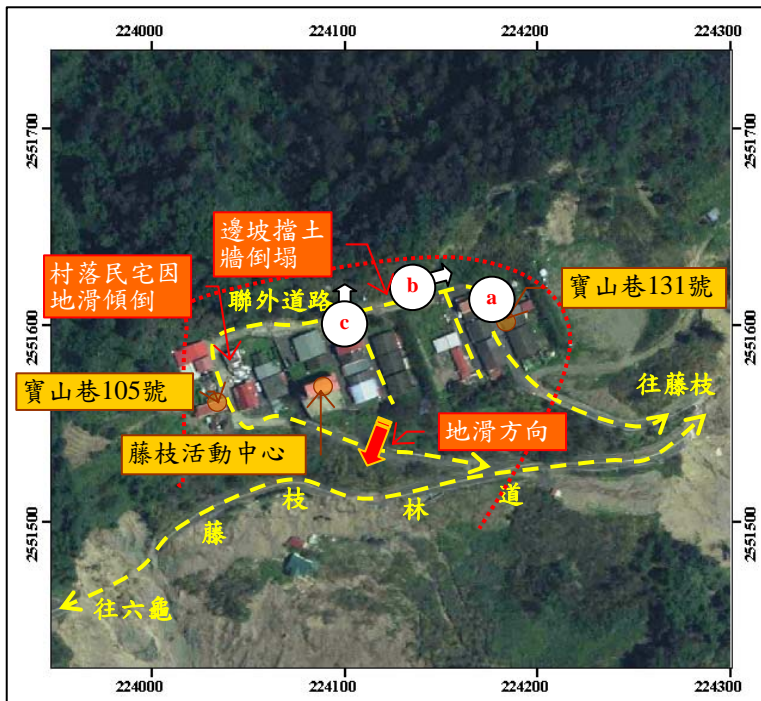 224000 224100 224200 224300
2551700
2551600
2551500
邊坡擋土
牆倒塌
村落民宅因
地滑傾倒
聯外道路
b
a
c
寶山巷131號
寶山巷105號
往藤枝
藤枝活動中心
地滑方向
藤枝林道
往六龜
2551700
2551600
2551500
224000 224100 224200 224300